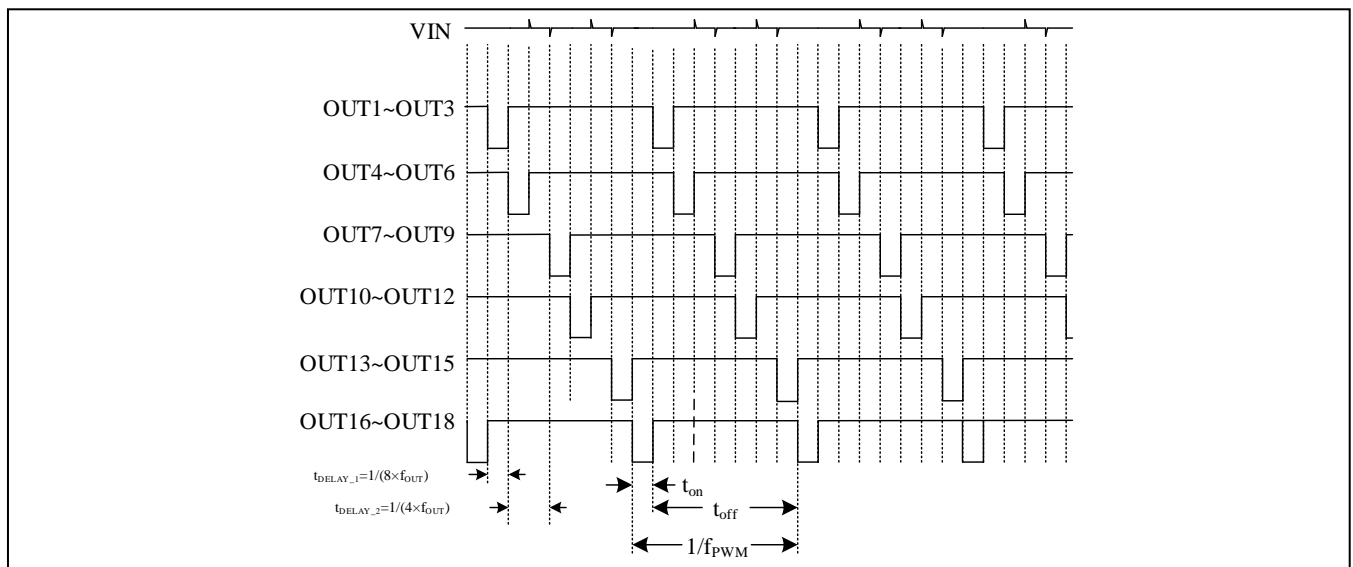 VIN
OUT1~OUT3
OUT4~OUT6
OUT7~OUT9
OUT10~OUT12
OUT13~OUT15
OUT16~OUT18
tDELAY_1=1/(8×fOUT)
ton
tDELAY_2=1/(4×fOUT)
toff
1/fPWM